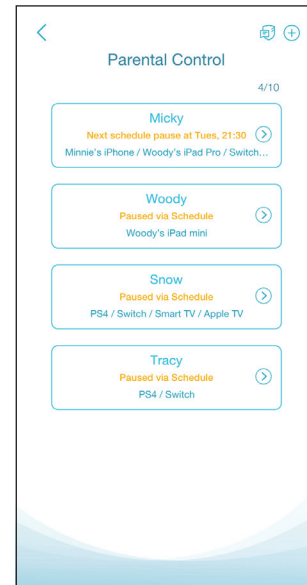 Parental Control
4/10
Micky
Next schedule pause at Tues, 21:30
Minnie's iPhone / Woody's iPad Pro / Switch...
Woody
Paused via Schedule
Woody's iPad mini
Snow
Paused via Schedule
PS4 / Switch / Smart TV / Apple TV
Tracy
Paused via Schedule
PS4 / Switch